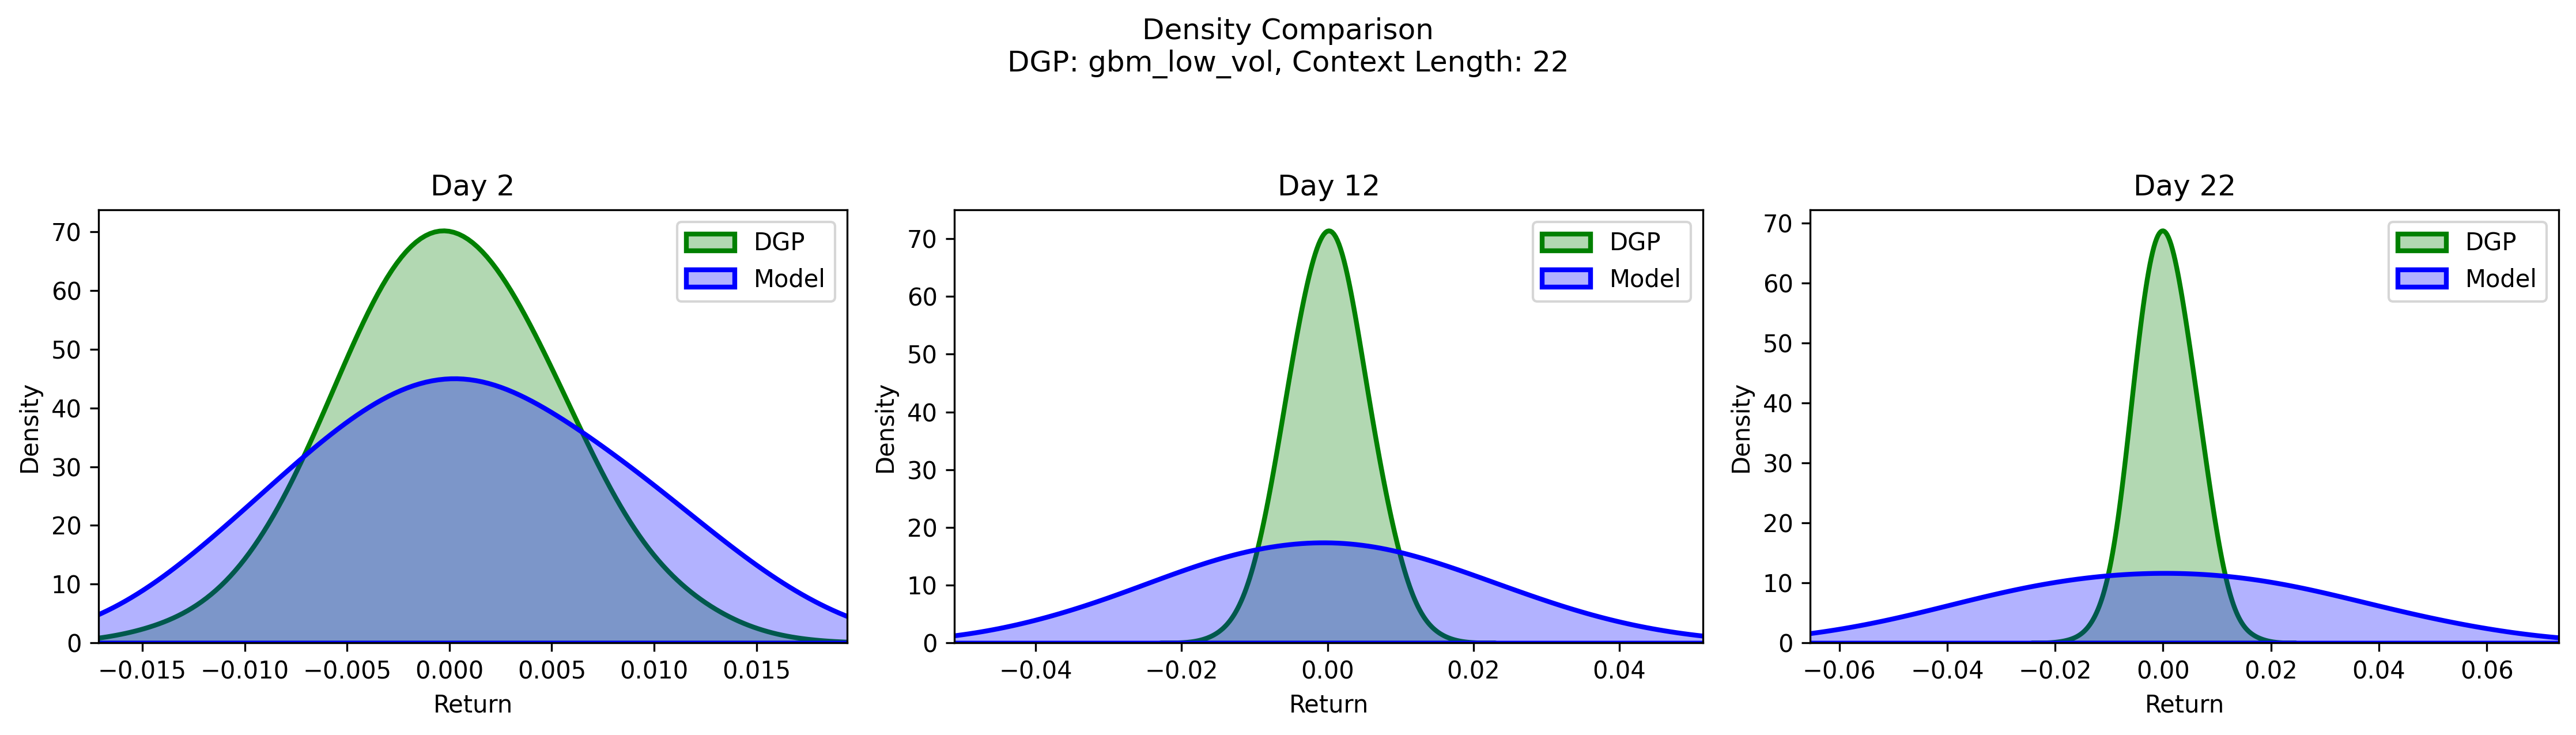 Density Comparison
DGP: gbm_low_vol, Context Length: 22
Day 2
70
60
50
40
30
20
10
0
Density
−0.015 −0.010 −0.005 0.000 0.005 0.010 0.015
Return
DGP
Model
Day 12
70
60
50
40
30
20
10
0
Density
−0.04 −0.02 0.00 0.02 0.04
Return
DGP
Model
Day 22
70
60
50
40
30
20
10
0
Density
−0.06 −0.04 −0.02 0.00 0.02 0.04 0.06
Return
DGP
Model